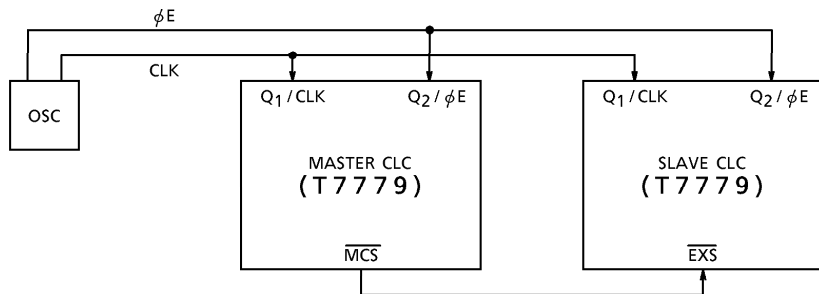 φE
CLK
OSC
Q1/CLK Q2/φE
MASTER CLC
(T7779)
MCS
Q1/CLK Q2/φE
SLAVE CLC
(T7779)
EXS